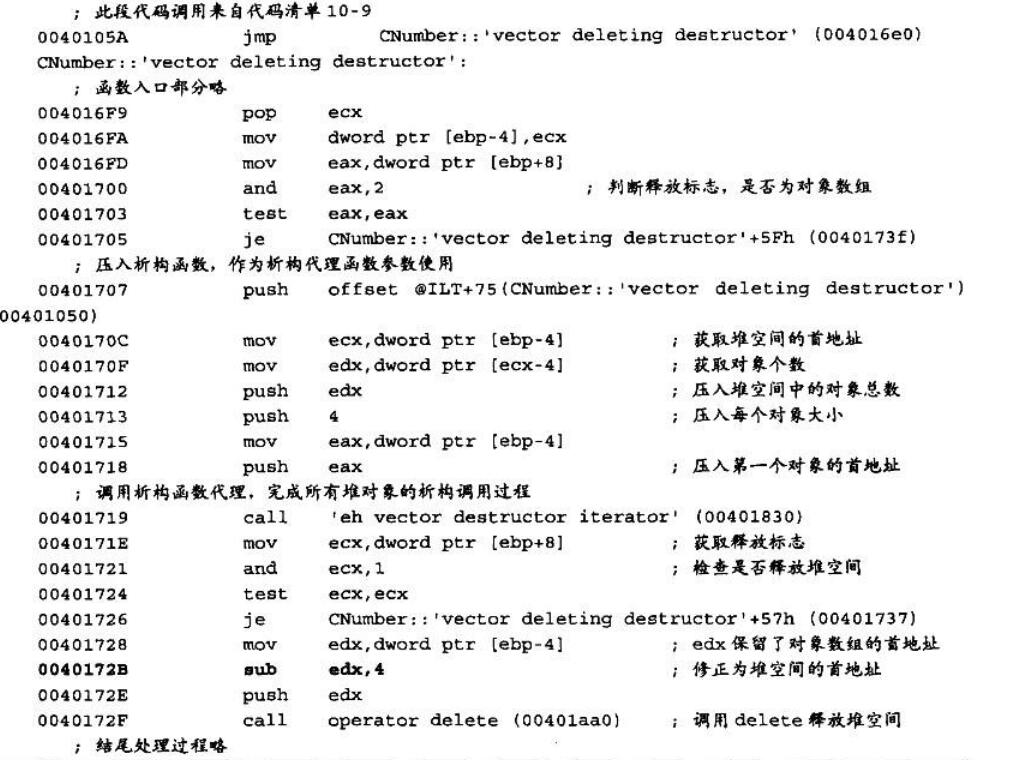 ; 此段代码调用来自代码清单 10-9
0040105A jmp CNumber::'vector deleting destructor' (004016e0)
CNumber::'vector deleting destructor':
; 函数入口部分略
004016F9 pop ecx
004016FA mov dword ptr [ebp-4],ecx
004016FD mov eax,dword ptr [ebp+8]
00401700 and eax,2 ; 判断释放标志，是否为对象数组
00401703 test eax,eax
00401705 je CNumber::'vector deleting destructor'+5Fh (0040173f)
; 压入析构函数，作为析构代理函数参数使用
00401707 push offset @ILT+75(CNumber::'vector deleting destructor')
00401050)
0040170C mov ecx,dword ptr [ebp-4] ; 获取堆空间的首地址
0040170F mov edx,dword ptr [ecx-4] ; 获取对象个数
00401712 push edx ; 压入堆空间中的对象总数
00401713 push 4 ; 压入每个对象大小
00401715 mov eax,dword ptr [ebp-4]
00401718 push eax ; 压入第一个对象的首地址
; 调用析构函数代理，完成所有堆对象的析构调用过程
00401719 call 'eh vector destructor iterator' (00401830)
0040171E mov ecx,dword ptr [ebp+8] ; 获取释放标志
00401721 and ecx,1 ; 检查是否释放堆空间
00401724 test ecx,ecx
00401726 je CNumber::'vector deleting destructor'+57h (00401737)
00401728 mov edx,dword ptr [ebp-4] ; edx 保留了对象数组的首地址
0040172B sub edx,4 ; 修正为堆空间的首地址
0040172E push edx
0040172F call operator delete (00401aa0) ; 调用 delete 释放堆空间
; 结尾处理过程略